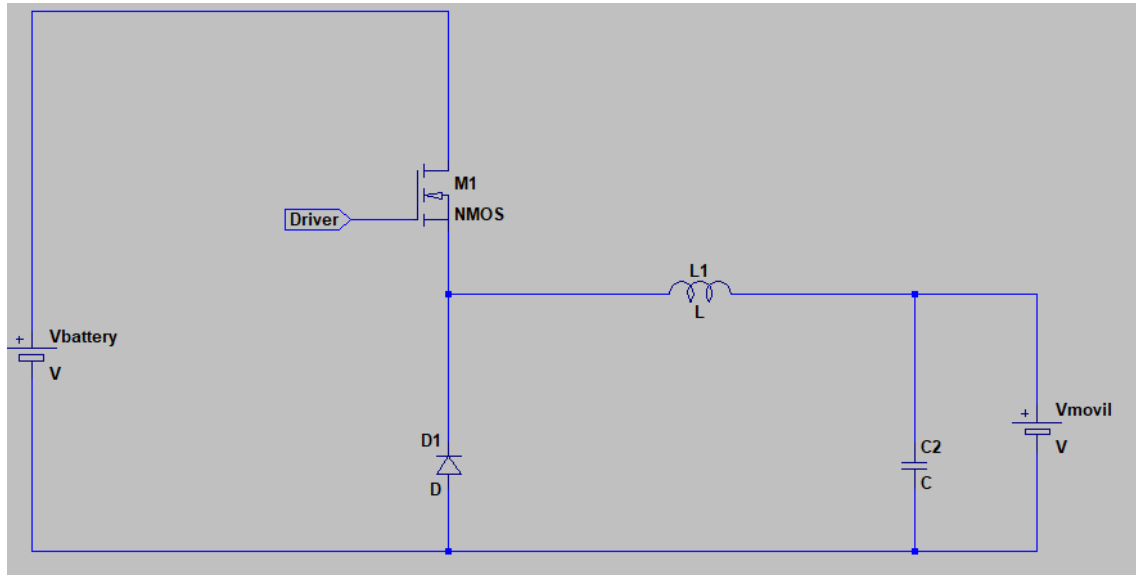 M1
Driver
NMOS
L1
L
Vbattery
V
Vmovil
V
D1
D
C2
C
+
+